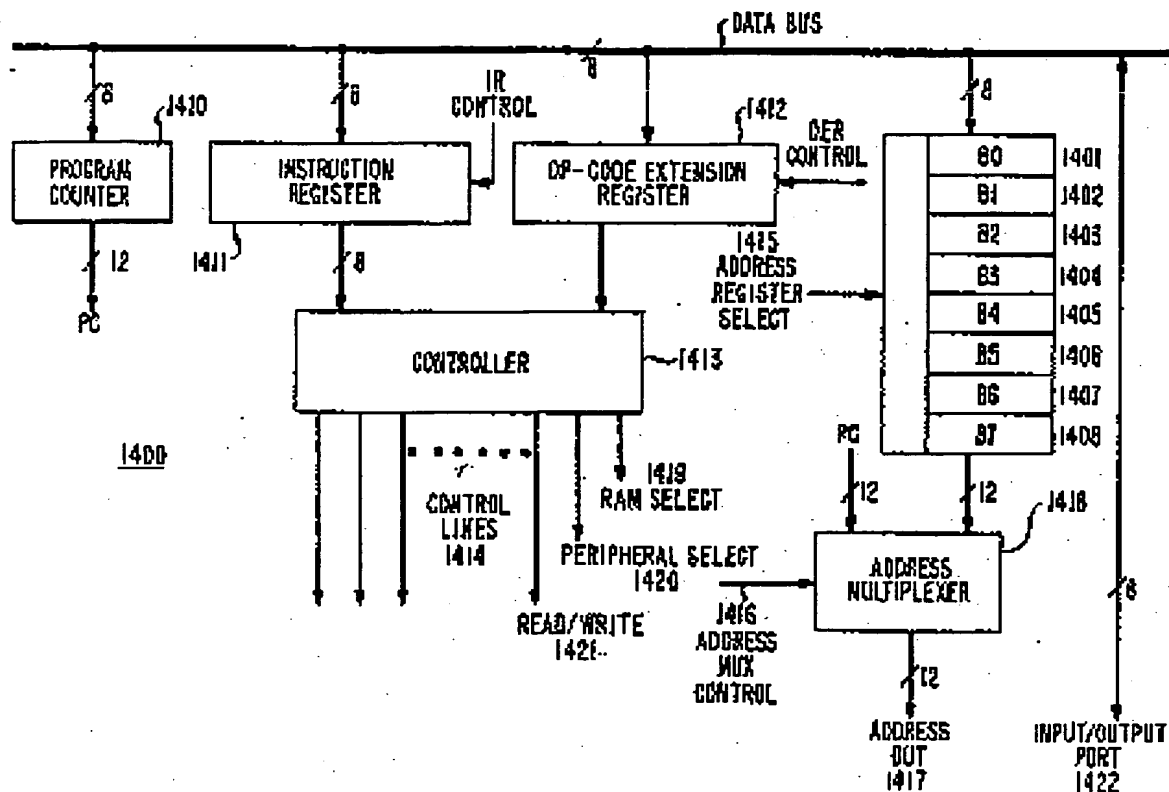 DATA BUS
8
8
8
8
1410
IR
CONTROL
1412
OER
CONTROL
PROGRAM
COUNTER
INSTRUCTION
REGISTER
OP-CODE EXTENSION
REGISTER
B0 1401
B1 1402
B2 1403
B3 1404
B4 1405
B5 1406
B6 1407
B7 1408
12
PC
1411
8
1415
ADDRESS
REGISTER
SELECT
CONTROLLER
1413
1400
CONTROL
LINES
1414
1419
RAM SELECT
PERIPHERAL SELECT
1420
READ/WRITE
1421
PC
12
12
1418
ADDRESS
MULTIPLEXER
1416
ADDRESS
MUX
CONTROL
12
ADDRESS
OUT
1417
8
INPUT/OUTPUT
PORT
1422